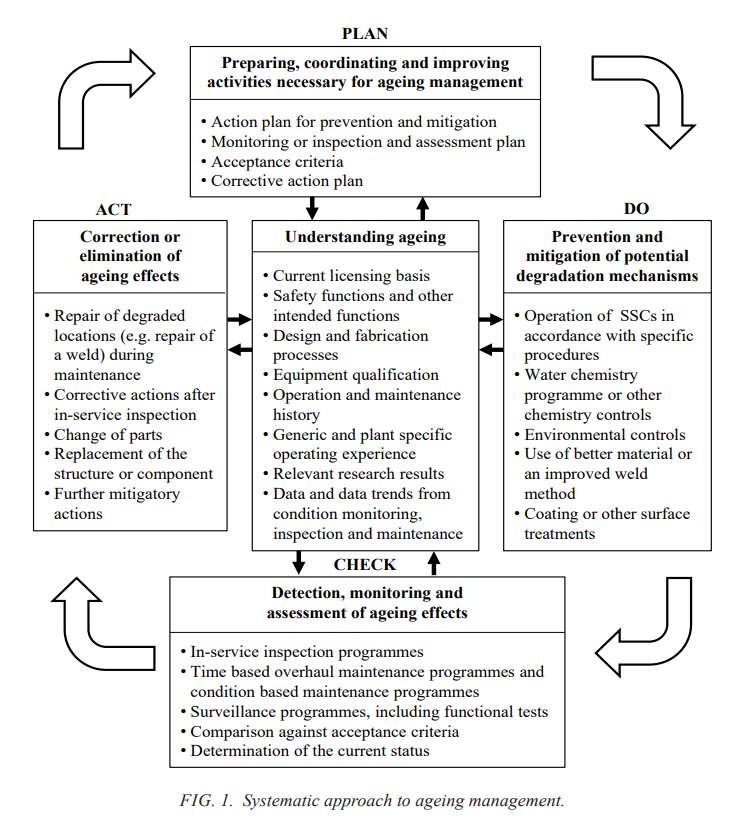 PLAN
Preparing, coordinating and improving
activities necessary for ageing management
• Action plan for prevention and mitigation
• Monitoring or inspection and assessment plan
• Acceptance criteria
• Corrective action plan
ACT
Correction or
elimination of
ageing effects
• Repair of degraded
locations (e.g. repair of
a weld) during
maintenance
• Corrective actions after
in-service inspection
• Change of parts
• Replacement of the
structure or component
• Further mitigatory
actions
Understanding ageing
• Current licensing basis
• Safety functions and other
intended functions
• Design and fabrication
processes
• Equipment qualification
• Operation and maintenance
history
• Generic and plant specific
operating experience
• Relevant research results
• Data and data trends from
condition monitoring,
inspection and maintenance
DO
Prevention and
mitigation of potential
degradation mechanisms
• Operation of SSCs in
accordance with specific
procedures
• Water chemistry
programme or other
chemistry controls
• Environmental controls
• Use of better material or
an improved weld
method
• Coating or other surface
treatments
CHECK
Detection, monitoring and
assessment of ageing effects
• In-service inspection programmes
• Time based overhaul maintenance programmes and
condition based maintenance programmes
• Surveillance programmes, including functional tests
• Comparison against acceptance criteria
• Determination of the current status
FIG. 1. Systematic approach to ageing management.